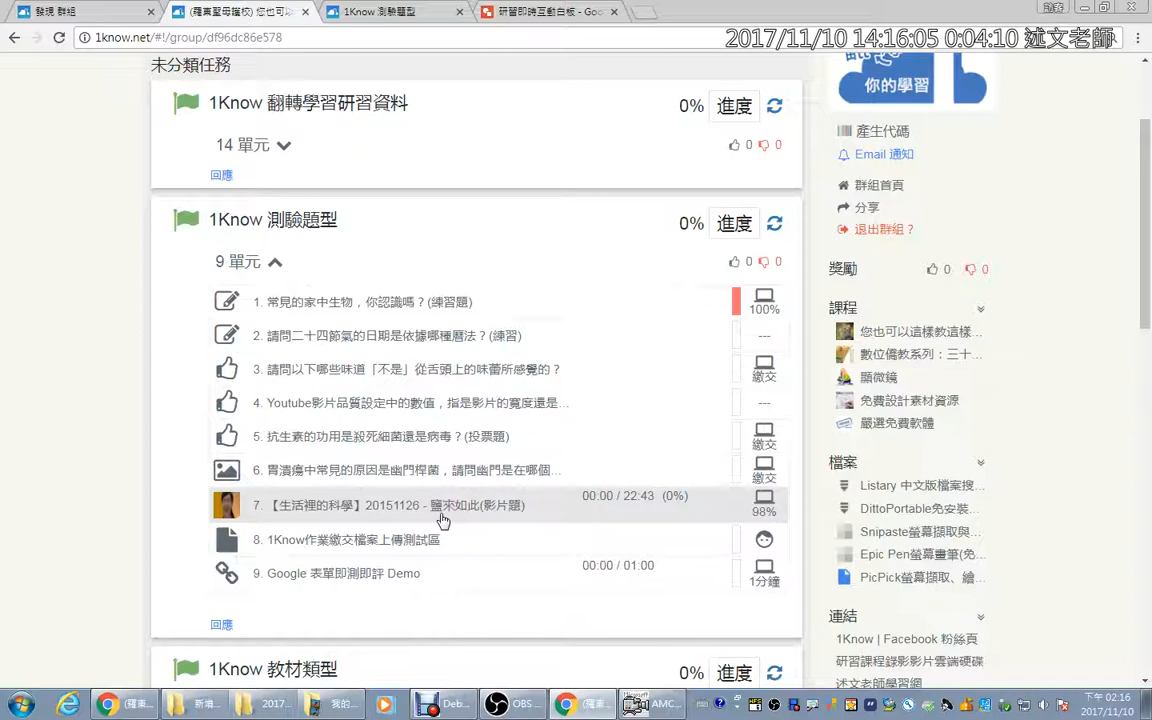 發現 群組
(羅東聖母護校) 您也可以
1Know 測驗題型
研習即時互動白板 - Goo
訪客
1know.net/#!/group/df96dc86e578
2017/11/10 14:16:05 0:04:10 述文老師
未分類任務
1Know 翻轉學習研習資料
0% 進度
14 單元
0 0
回應
1Know 測驗題型
0% 進度
9 單元
0 0
1. 常見的家中生物，你認識嗎？(練習題)
100%
2. 請問二十四節氣的日期是依據哪種曆法？(練習)
---
3. 請問以下哪些味道「不是」從舌頭上的味蕾所感覺的？
繳交
4. Youtube影片品質設定中的數值，指是影片的寬度還是...
---
5. 抗生素的功用是殺死細菌還是病毒？(投票題)
繳交
6. 胃潰瘍中常見的原因是幽門桿菌，請問幽門是在哪個...
繳交
7. 【生活裡的科學】20151126 - 鹽來如此(影片題)
00:00 / 22:43 (0%)
98%
8. 1Know作業繳交檔案上傳測試區
9. Google 表單即測即評 Demo
00:00 / 01:00
1分鐘
回應
1Know 教材類型
0% 進度
你的學習
產生代碼
Email 通知
群組首頁
分享
退出群組？
獎勵
0 0
課程
您也可以這樣教這樣...
數位僑教系列：三十...
顯微鏡
免費設計素材資源
嚴選免費軟體
檔案
Listary 中文版檔案搜...
DittoPortable免安裝...
Snipaste螢幕擷取與...
Epic Pen螢幕畫筆(免...
PicPick螢幕擷取、繪...
連結
1Know | Facebook 粉絲頁
研習課程錄影影片雲端硬碟
述文老師學習網
(羅東...
新增...
2017...
我的...
Deb...
OBS ...
(羅東...
AMC...
下午 02:16
2017/11/10